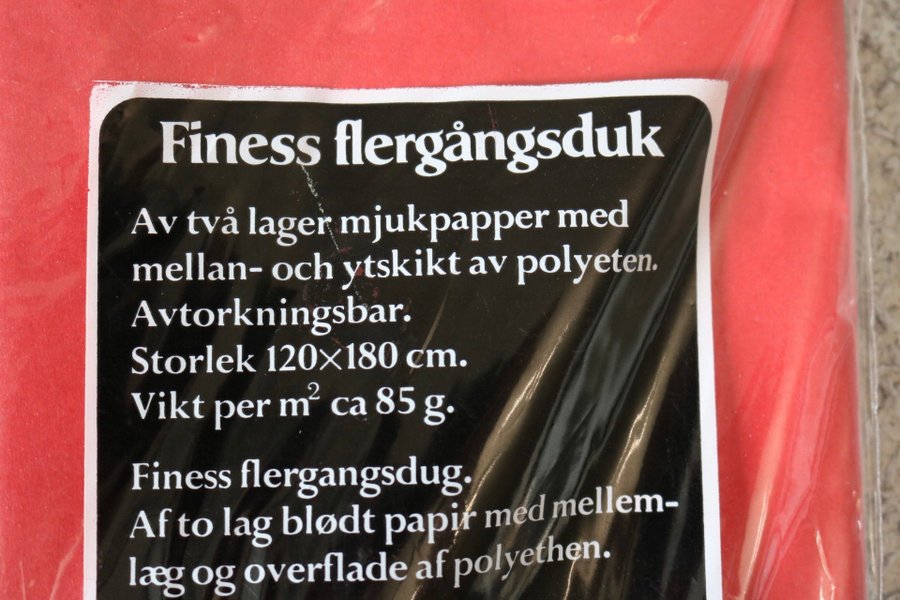 Finess flergångsduk
Av två lager mjukpapper med
mellan- och ytskikt av polyeten.
Avtorkningsbar.
Storlek 120×180 cm.
Vikt per m² ca 85 g.
Finess flergangsdug.
Af to lag blødt papir med mellem-
læg og overflade af polyethen.